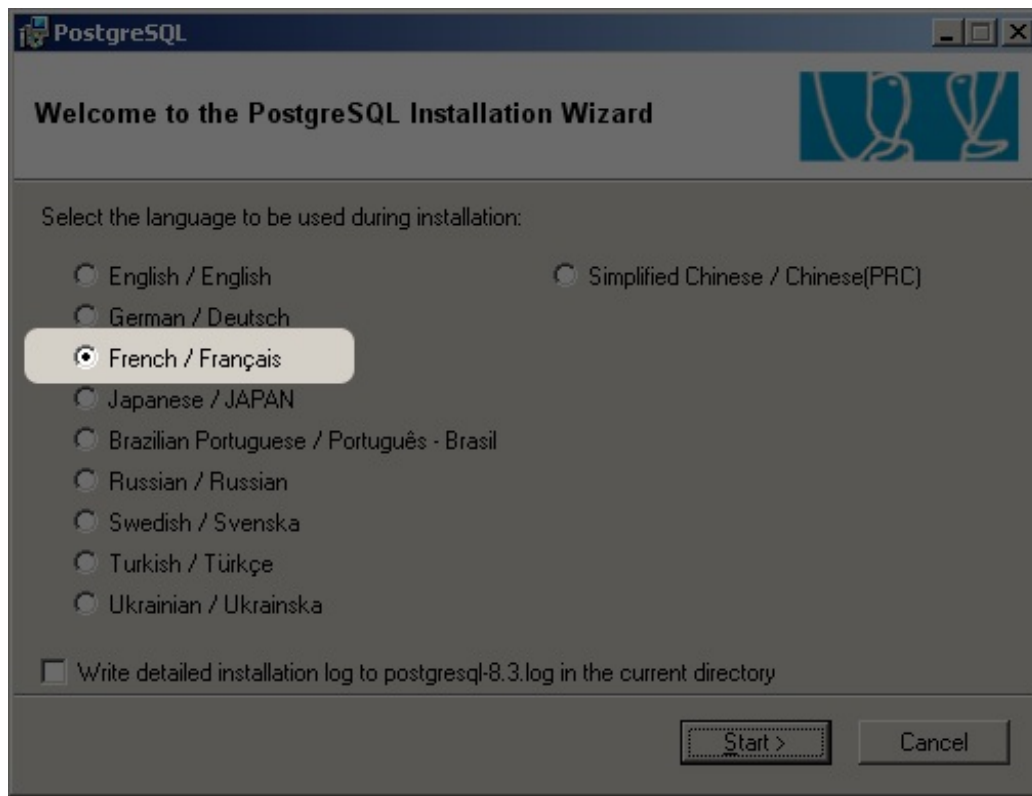 PostgreSQL
Welcome to the PostgreSQL Installation Wizard
Select the language to be used during installation:
English / English
German / Deutsch
French / Français
Japanese / JAPAN
Brazilian Portuguese / Português - Brasil
Russian / Russian
Swedish / Svenska
Turkish / Türkçe
Ukrainian / Ukrainska
Simplified Chinese / Chinese(PRC)
Write detailed installation log to postgresql-8.3.log in the current directory
Start >
Cancel